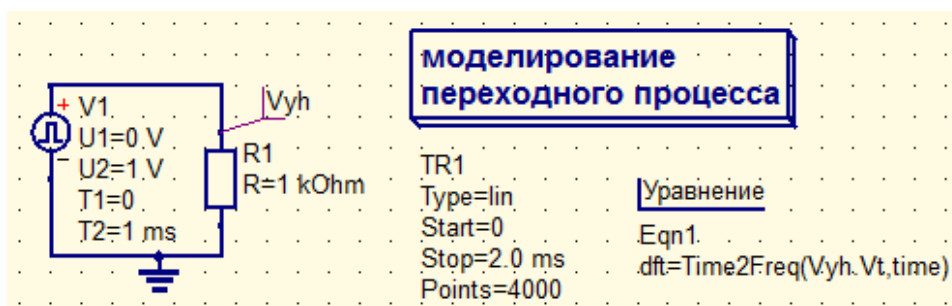 моделирование
переходного процесса
V1
U1=0 V
U2=1 V
T1=0
T2=1 ms
Vyh
R1
R=1 kOhm
TR1
Type=lin
Start=0
Stop=2.0 ms
Points=4000
Уравнение
Eqn1
dft=Time2Freq(Vyh.Vt,time)